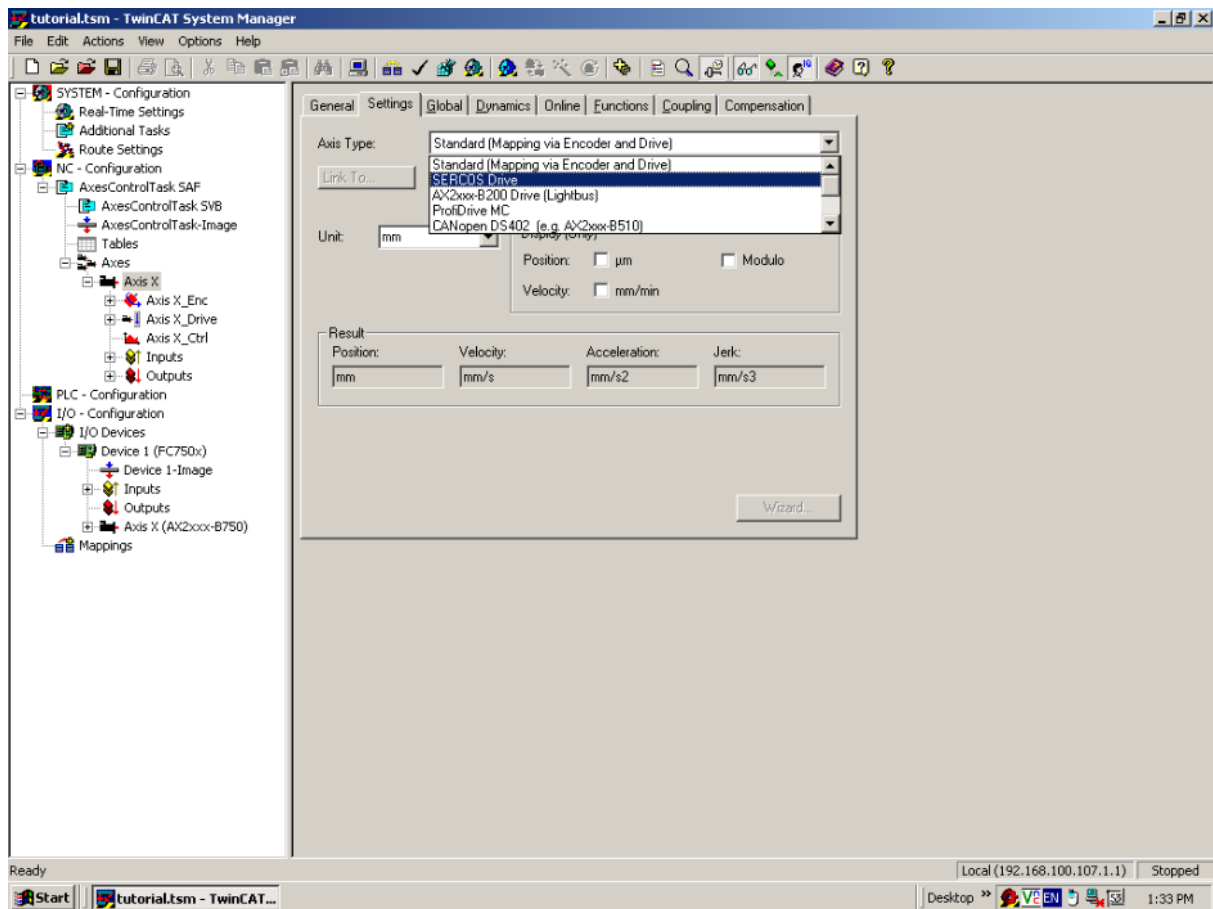 tutorial.tsm - TwinCAT System Manager
File Edit Actions View Options Help
SYSTEM - Configuration
Real-Time Settings
Additional Tasks
Route Settings
NC - Configuration
AxesControlTask SAF
AxesControlTask SVB
AxesControlTask-Image
Tables
Axes
Axis X
Axis X_Enc
Axis X_Drive
Axis X_Ctrl
Inputs
Outputs
PLC - Configuration
I/O - Configuration
I/O Devices
Device 1 (FC750x)
Device 1-Image
Inputs
Outputs
Axis X (AX2xxx-B750)
Mappings
General Settings Global Dynamics Online Functions Coupling Compensation
Axis Type: Standard (Mapping via Encoder and Drive)
Standard (Mapping via Encoder and Drive)
Link To... SERCOS Drive
AX2xxx-B200 Drive (Lightbus)
ProfiDrive MC
CANopen DS402 (e.g. AX2xxx-B510)
Unit: mm Display (Only)
Position: µm Modulo
Velocity: mm/min
Result
Position: Velocity: Acceleration: Jerk:
mm mm/s mm/s2 mm/s3
Wizard...
Ready Local (192.168.100.107.1.1) Stopped
Start tutorial.tsm - TwinCAT... Desktop » EN 1:33 PM